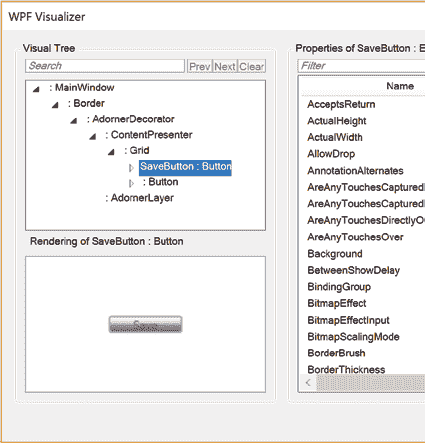 WPF Visualizer
Visual Tree
Search
Prev Next Clear
: MainWindow
: Border
: AdornerDecorator
: ContentPresenter
: Grid
SaveButton : Button
: Button
: AdornerLayer
Rendering of SaveButton : Button
Save
Properties of SaveButton : B
Filter
Name
AcceptsReturn
ActualHeight
ActualWidth
AllowDrop
AnnotationAlternates
AreAnyTouchesCaptured
AreAnyTouchesCapturedI
AreAnyTouchesDirectlyO
AreAnyTouchesOver
Background
BetweenShowDelay
BindingGroup
BitmapEffect
BitmapEffectInput
BitmapScalingMode
BorderBrush
BorderThickness